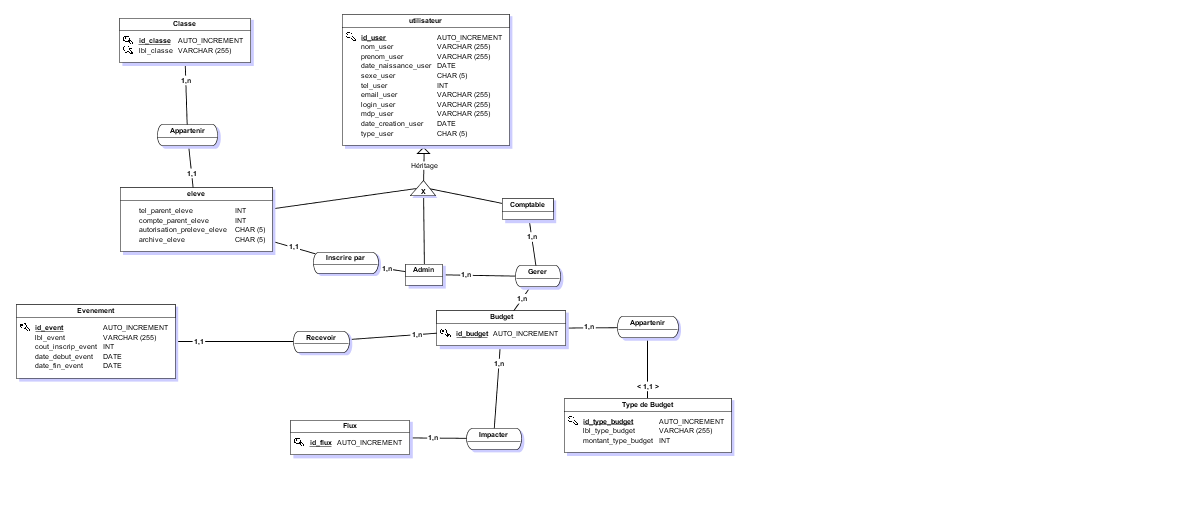 Classe
id_classe AUTO_INCREMENT
lbl_classe VARCHAR (255)
1,n
Appartenir
1,1
utilisateur
id_user AUTO_INCREMENT
nom_user VARCHAR (255)
prenom_user VARCHAR (255)
date_naissance_user DATE
sexe_user CHAR (5)
tel_user INT
email_user VARCHAR (255)
login_user VARCHAR (255)
mdp_user VARCHAR (255)
date_creation_user DATE
type_user CHAR (5)
Héritage
X
eleve
tel_parent_eleve INT
compte_parent_eleve INT
autorisation_preleve_eleve CHAR (5)
archive_eleve CHAR (5)
Comptable
1,n
1,1
Inscrire par
1,n
Admin
1,n
Gerer
1,n
Evenement
id_event AUTO_INCREMENT
lbl_event VARCHAR (255)
cout_inscrip_event INT
date_debut_event DATE
date_fin_event DATE
1,1
Recevoir
1,n
Budget
id_budget AUTO_INCREMENT
1,n
Appartenir
1,n
< 1,1 >
Type de Budget
id_type_budget AUTO_INCREMENT
lbl_type_budget VARCHAR (255)
montant_type_budget INT
Flux
id_flux AUTO_INCREMENT
1,n
Impacter